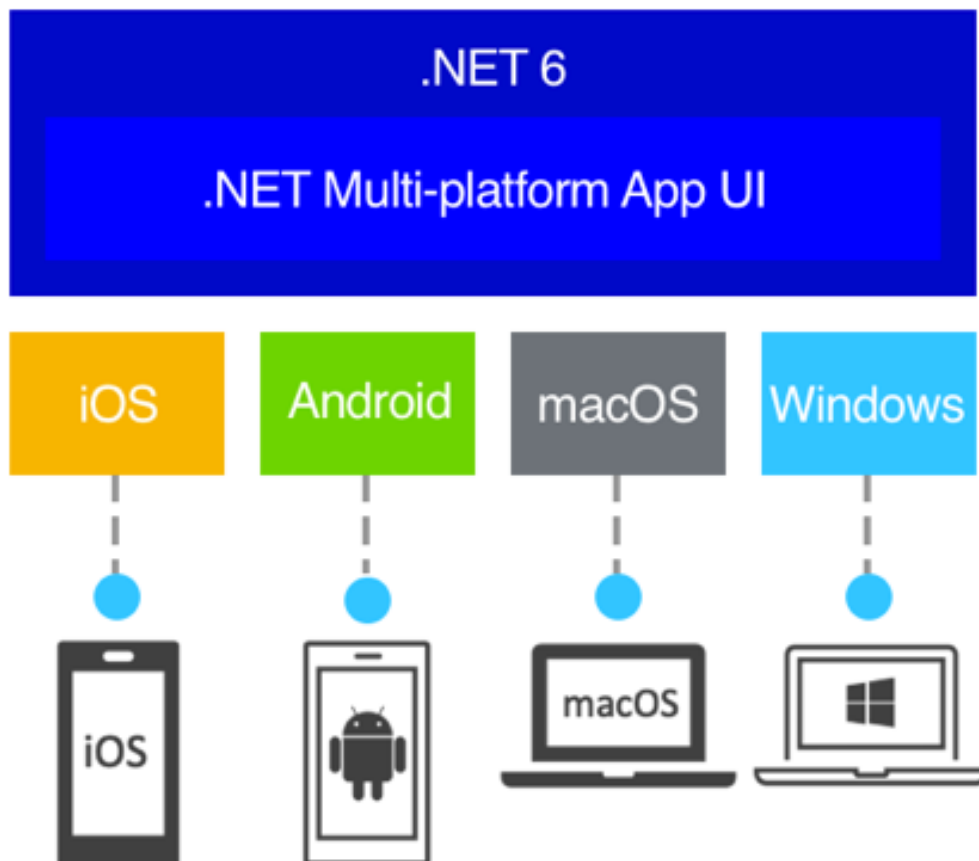 .NET 6
.NET Multi-platform App UI
iOS
Android
macOS
Windows
iOS
macOS